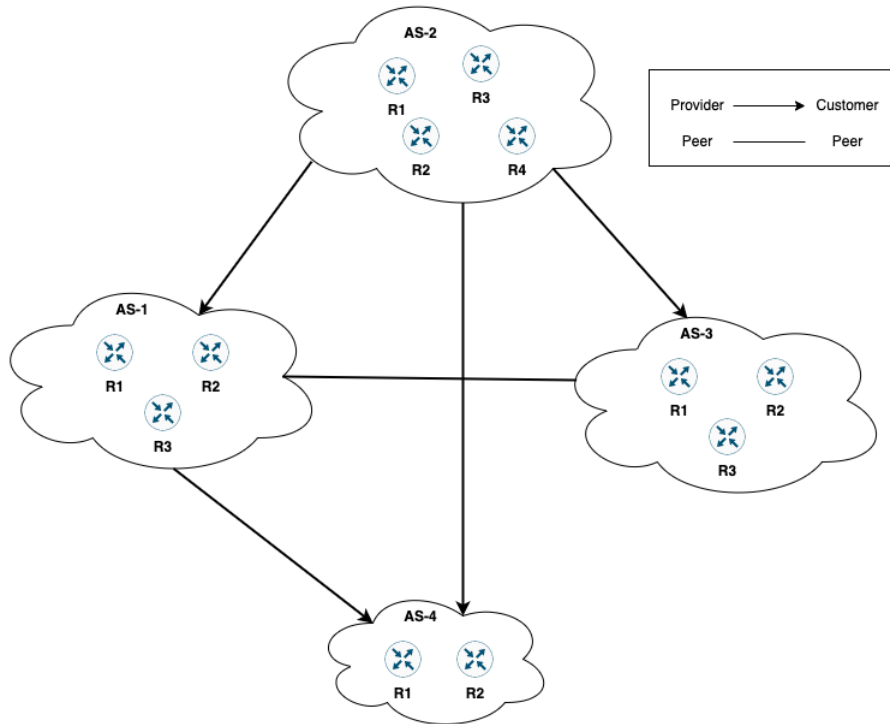 AS-2
R1
R3
R2
R4
Provider Customer
Peer Peer
AS-1
R1
R2
R3
AS-3
R1
R2
R3
AS-4
R1
R2